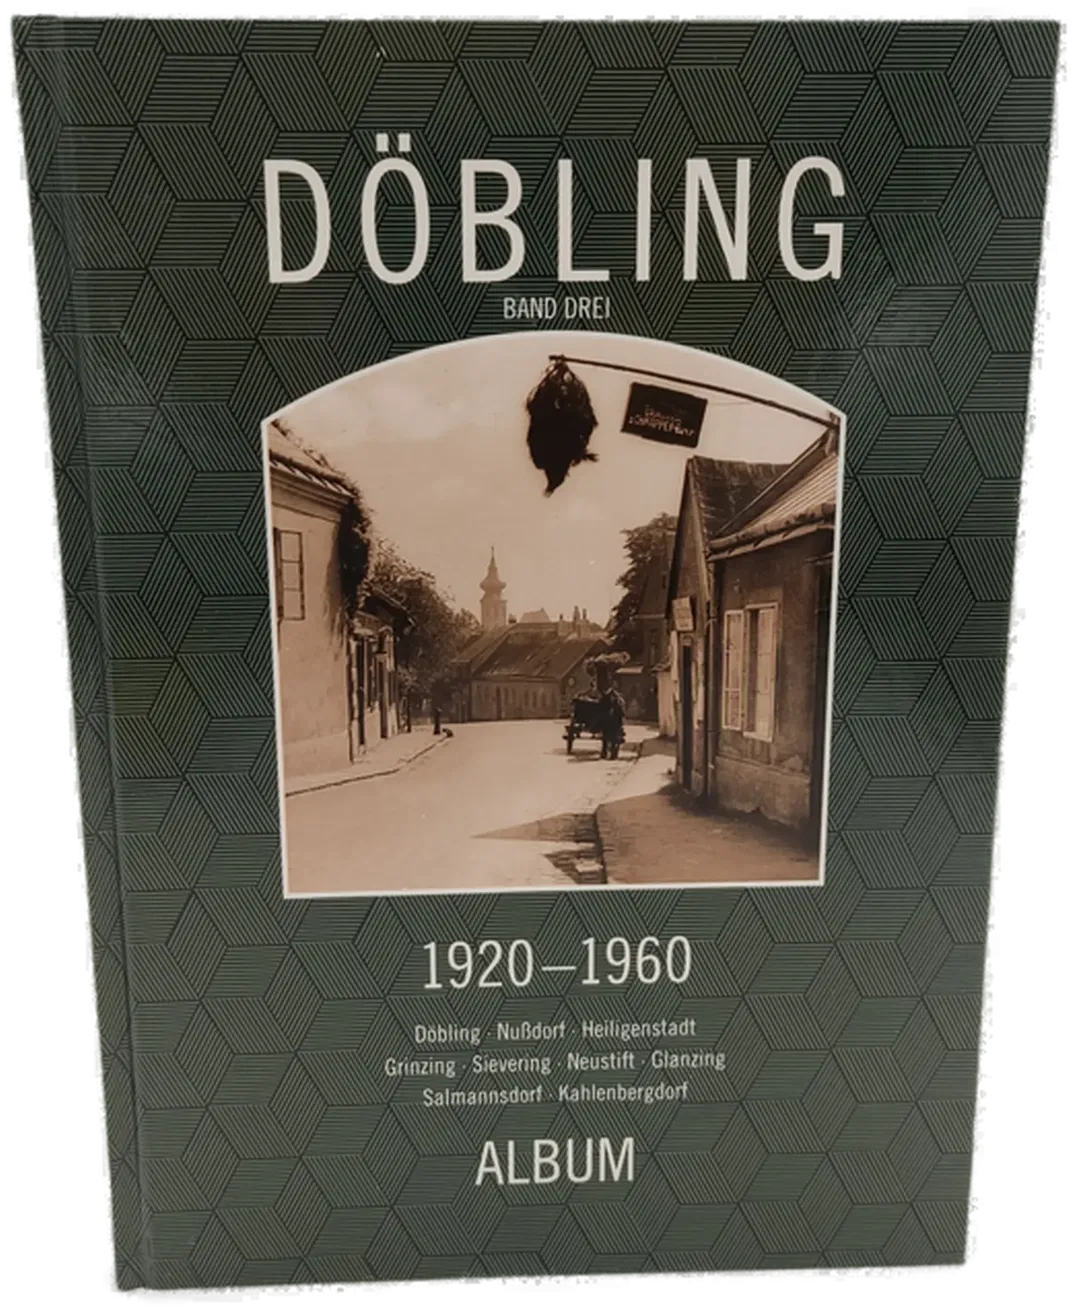 DÖBLING
BAND DREI
1920–1960
Döbling · Nußdorf · Heiligenstadt
Grinzing · Sievering · Neustift · Glanzing
Salmannsdorf · Kahlenbergdorf
ALBUM